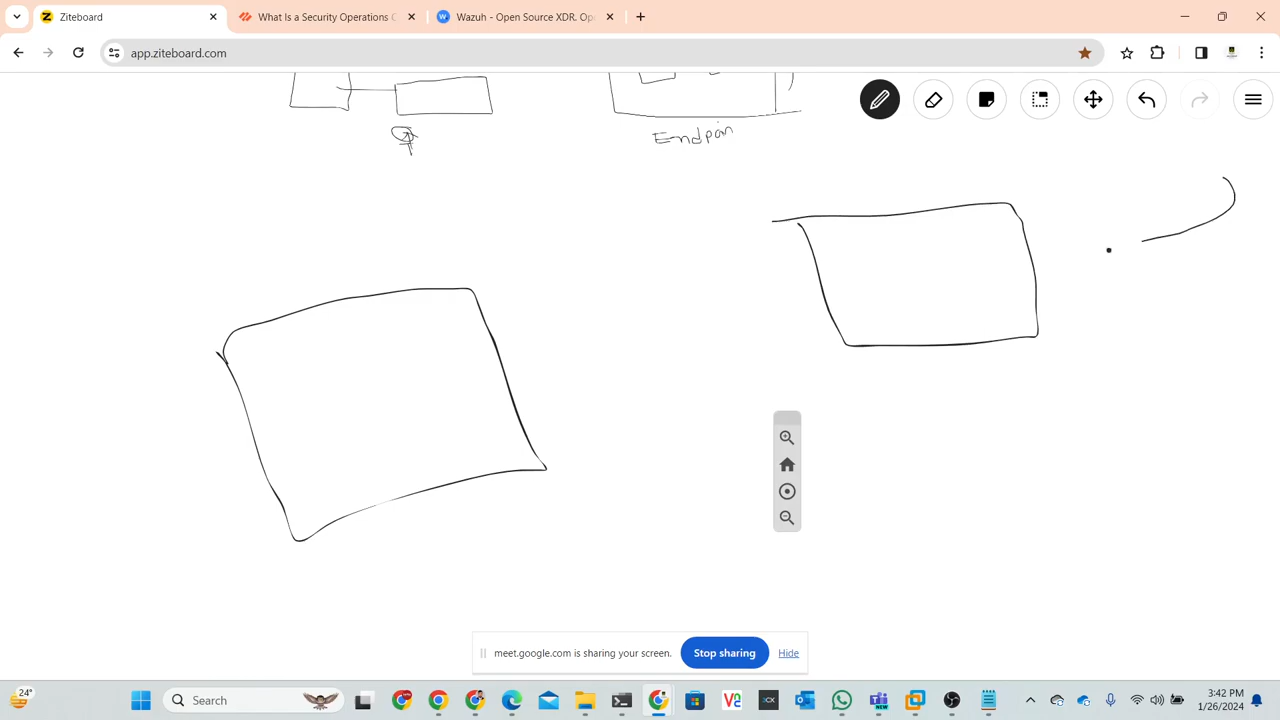 Ziteboard
What Is a Security Operations C
Wazuh - Open Source XDR. Op
app.ziteboard.com
Endpoin
meet.google.com is sharing your screen.
Stop sharing
Hide
24°
Search
3:42 PM
1/26/2024